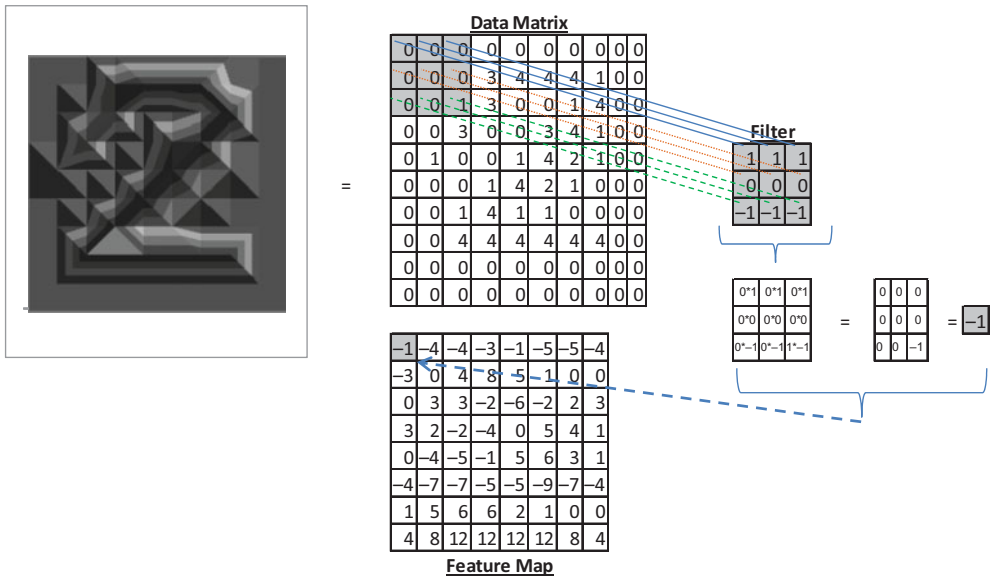 Data Matrix
0 0 0 0 0 0 0 0 0 0
0 0 0 3 4 4 4 1 0 0
0 0 1 3 0 0 1 4 0 0
0 0 3 0 0 3 4 1 0 0
0 1 0 0 1 4 2 1 0 0
0 0 0 1 4 2 1 0 0 0
0 0 1 4 1 1 0 0 0 0
0 0 4 4 4 4 4 4 0 0
0 0 0 0 0 0 0 0 0 0
0 0 0 0 0 0 0 0 0 0
=
Filter
1 1 1
0 0 0
–1 –1 –1
0*1 0*1 0*1
0*0 0*0 0*0
0*–1 0*–1 1*–1
=
0 0 0
0 0 0
0 0 –1
= –1
–1 –4 –4 –3 –1 –5 –5 –4
–3 0 4 8 5 1 0 0
0 3 3 –2 –6 –2 2 3
3 2 –2 –4 0 5 4 1
0 –4 –5 –1 5 6 3 1
–4 –7 –7 –5 –5 –9 –7 –4
1 5 6 6 2 1 0 0
4 8 12 12 12 12 8 4
Feature Map